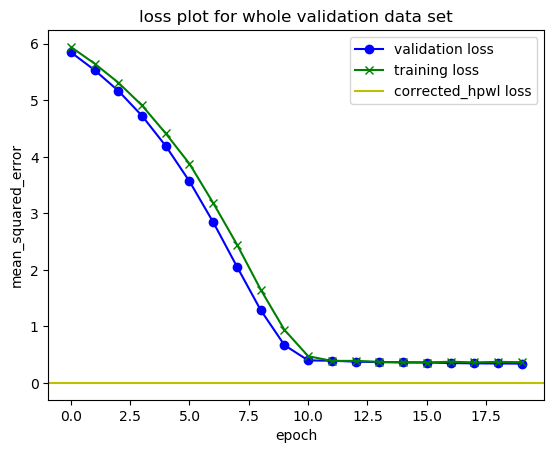 loss plot for whole validation data set
validation loss
training loss
corrected_hpwl loss
mean_squared_error
6
5
4
3
2
1
0
0.0 2.5 5.0 7.5 10.0 12.5 15.0 17.5
epoch